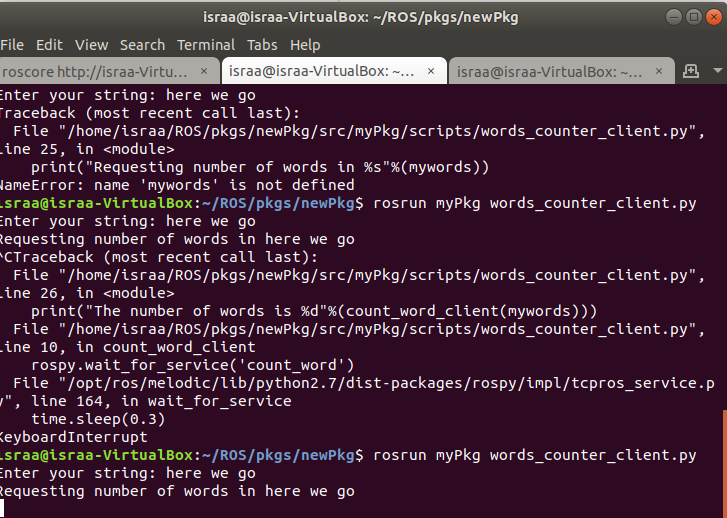 israa@israa-VirtualBox: ~/ROS/pkgs/newPkg
File Edit View Search Terminal Tabs Help
roscore http://israa-Virtu... × israa@israa-VirtualBox: ~... × israa@israa-VirtualBox: ~... ×
Enter your string: here we go
Traceback (most recent call last):
File "/home/israa/ROS/pkgs/newPkg/src/myPkg/scripts/words_counter_client.py",
line 25, in <module>
print("Requesting number of words in %s"%(mywords))
NameError: name 'mywords' is not defined
israa@israa-VirtualBox:~/ROS/pkgs/newPkg$ rosrun myPkg words_counter_client.py
Enter your string: here we go
Requesting number of words in here we go
^CTraceback (most recent call last):
File "/home/israa/ROS/pkgs/newPkg/src/myPkg/scripts/words_counter_client.py",
line 26, in <module>
print("The number of words is %d"%(count_word_client(mywords)))
File "/home/israa/ROS/pkgs/newPkg/src/myPkg/scripts/words_counter_client.py",
line 10, in count_word_client
rospy.wait_for_service('count_word')
File "/opt/ros/melodic/lib/python2.7/dist-packages/rospy/impl/tcpros_service.p
y", line 164, in wait_for_service
time.sleep(0.3)
KeyboardInterrupt
israa@israa-VirtualBox:~/ROS/pkgs/newPkg$ rosrun myPkg words_counter_client.py
Enter your string: here we go
Requesting number of words in here we go